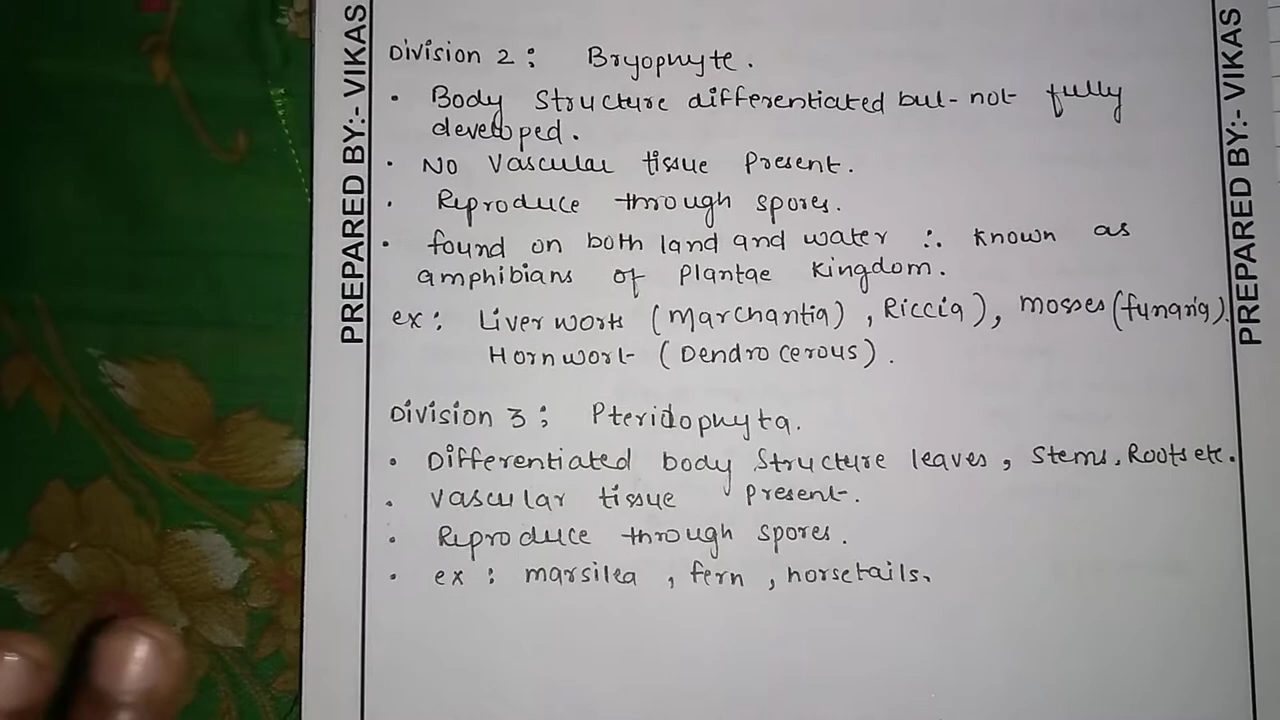 PREPARED BY:- VIKAS
Division 2 : Bryophyte.
• Body Structure differentiated but not fully
developed.
• No Vascular tissue Present.
• Reproduce through spores.
• found on both land and water ∴ known as
amphibians of Plantae kingdom.
ex : Liver worts (Marchantia) , Riccia) , mosses (funaria).
Hornwort (Dendro cerous) .
Division 3 : Pteridophyta.
• Differentiated body Structure leaves , Stems, Roots etc.
• Vascular tissue present.
• Reproduce through spores.
• ex : marsilea , fern , horsetails.
PREPARED BY:- VIKAS